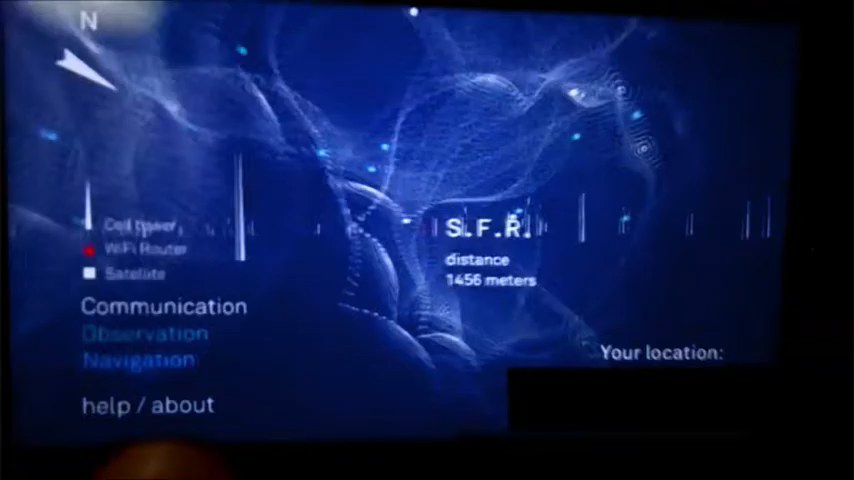 N
Cell tower
WiFi Router
Satellite
Communication
Observation
Navigation
help / about
S.F.R.
distance
1456 meters
Your location: